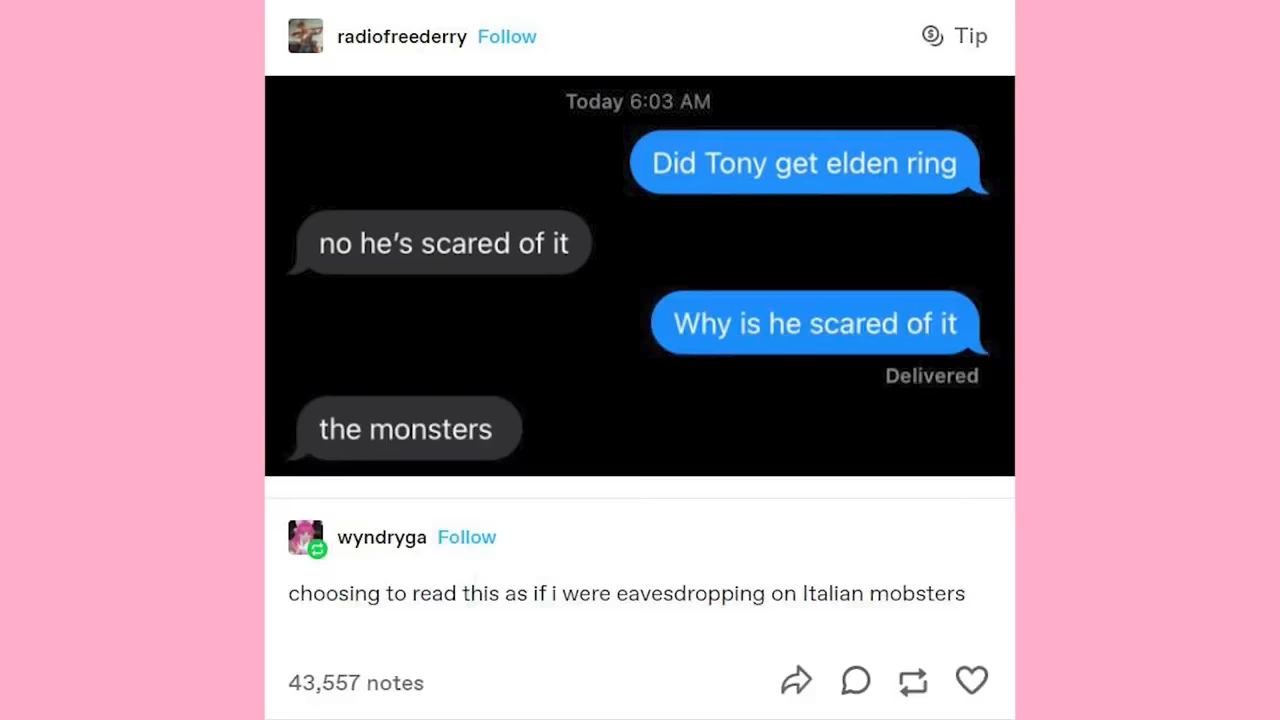 radiofreederry Follow Tip
Today 6:03 AM
Did Tony get elden ring
no he's scared of it
Why is he scared of it
Delivered
the monsters
wyndryga Follow
choosing to read this as if i were eavesdropping on Italian mobsters
43,557 notes